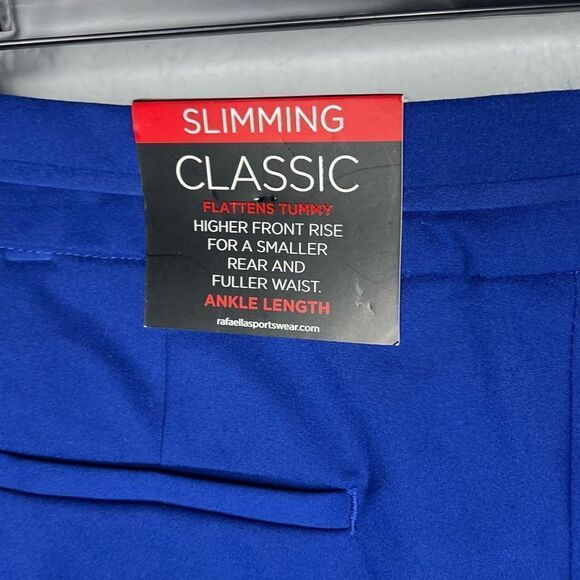 SLIMMING
CLASSIC
FLATTENS TUMMY
HIGHER FRONT RISE
FOR A SMALLER
REAR AND
FULLER WAIST.
ANKLE LENGTH
rafaellasportswear.com